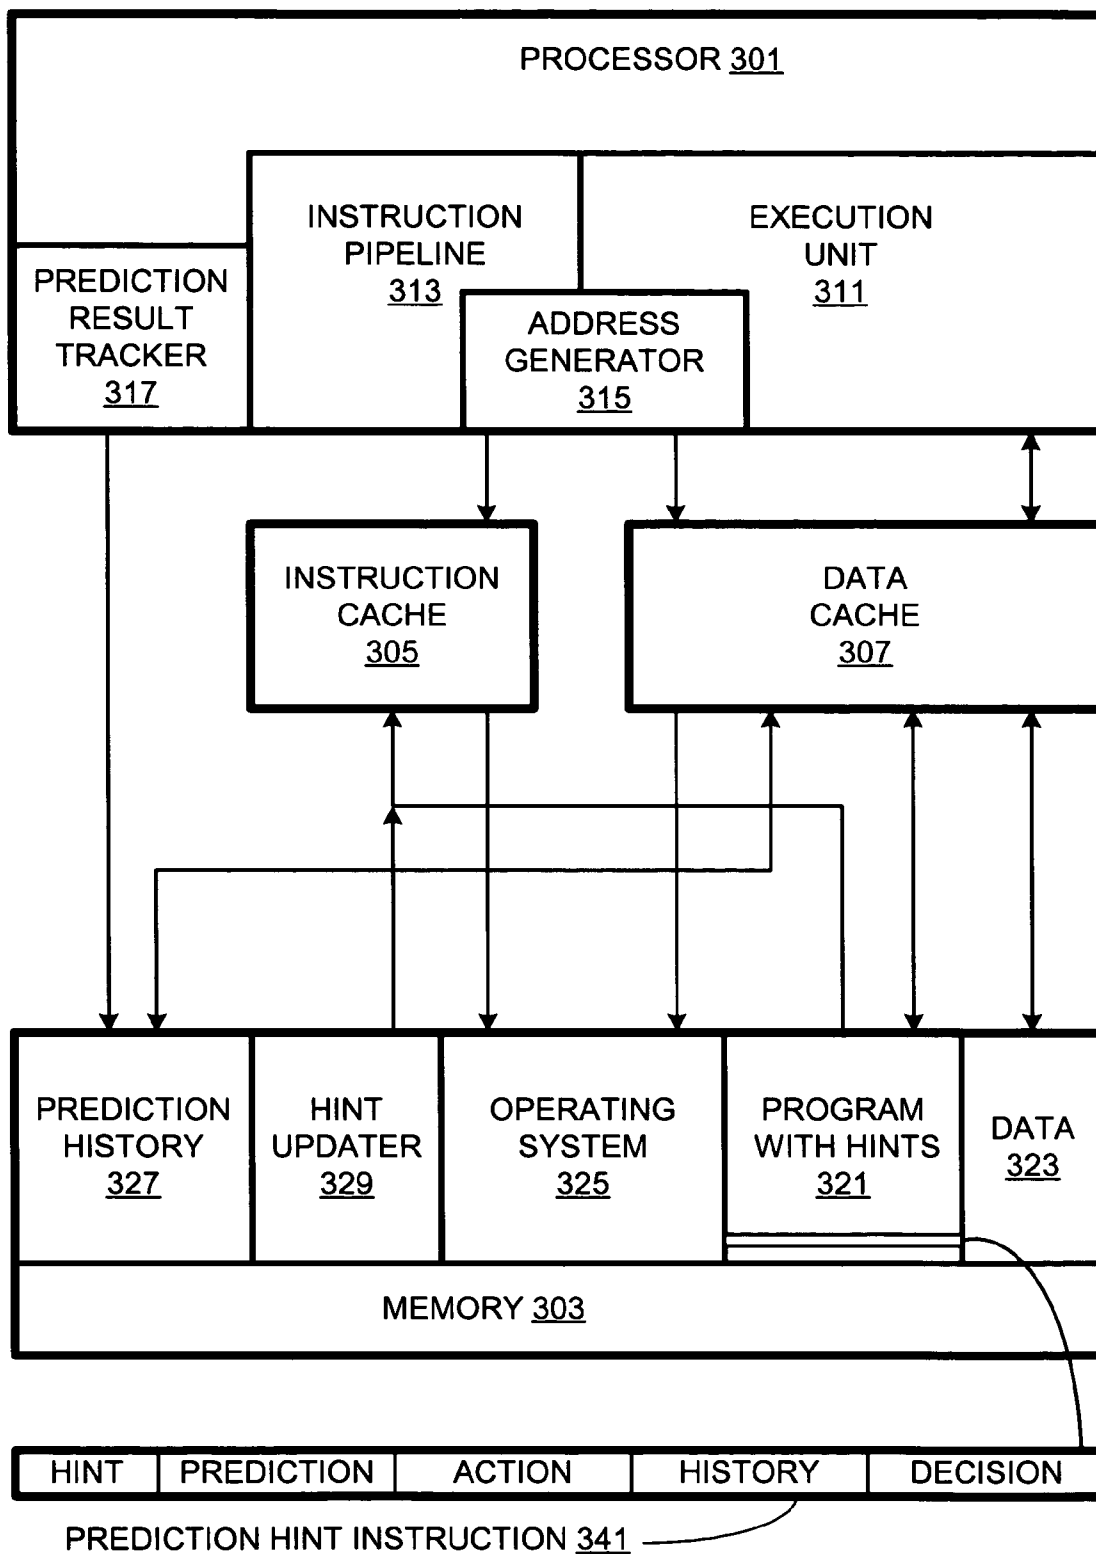 PROCESSOR 301
INSTRUCTION
PIPELINE
313
EXECUTION
UNIT
311
PREDICTION
RESULT
TRACKER
317
ADDRESS
GENERATOR
315
INSTRUCTION
CACHE
305
DATA
CACHE
307
PREDICTION
HISTORY
327
HINT
UPDATER
329
OPERATING
SYSTEM
325
PROGRAM
WITH HINTS
321
DATA
323
MEMORY 303
HINT PREDICTION ACTION HISTORY DECISION
PREDICTION HINT INSTRUCTION 341